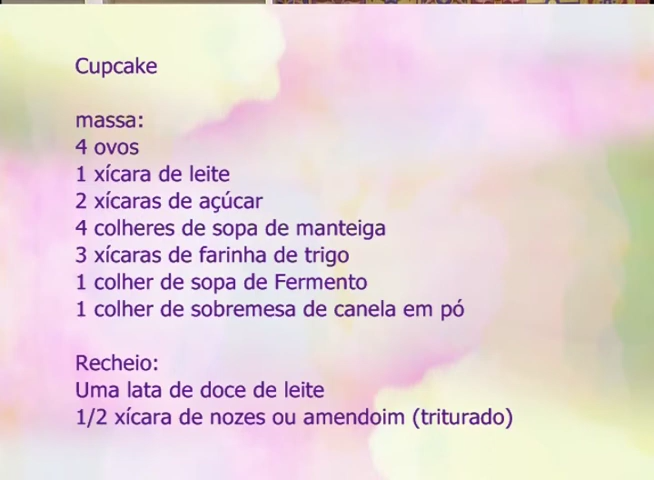 Cupcake
massa:
4 ovos
1 xícara de leite
2 xícaras de açúcar
4 colheres de sopa de manteiga
3 xícaras de farinha de trigo
1 colher de sopa de Fermento
1 colher de sobremesa de canela em pó
Recheio:
Uma lata de doce de leite
1/2 xícara de nozes ou amendoim (triturado)